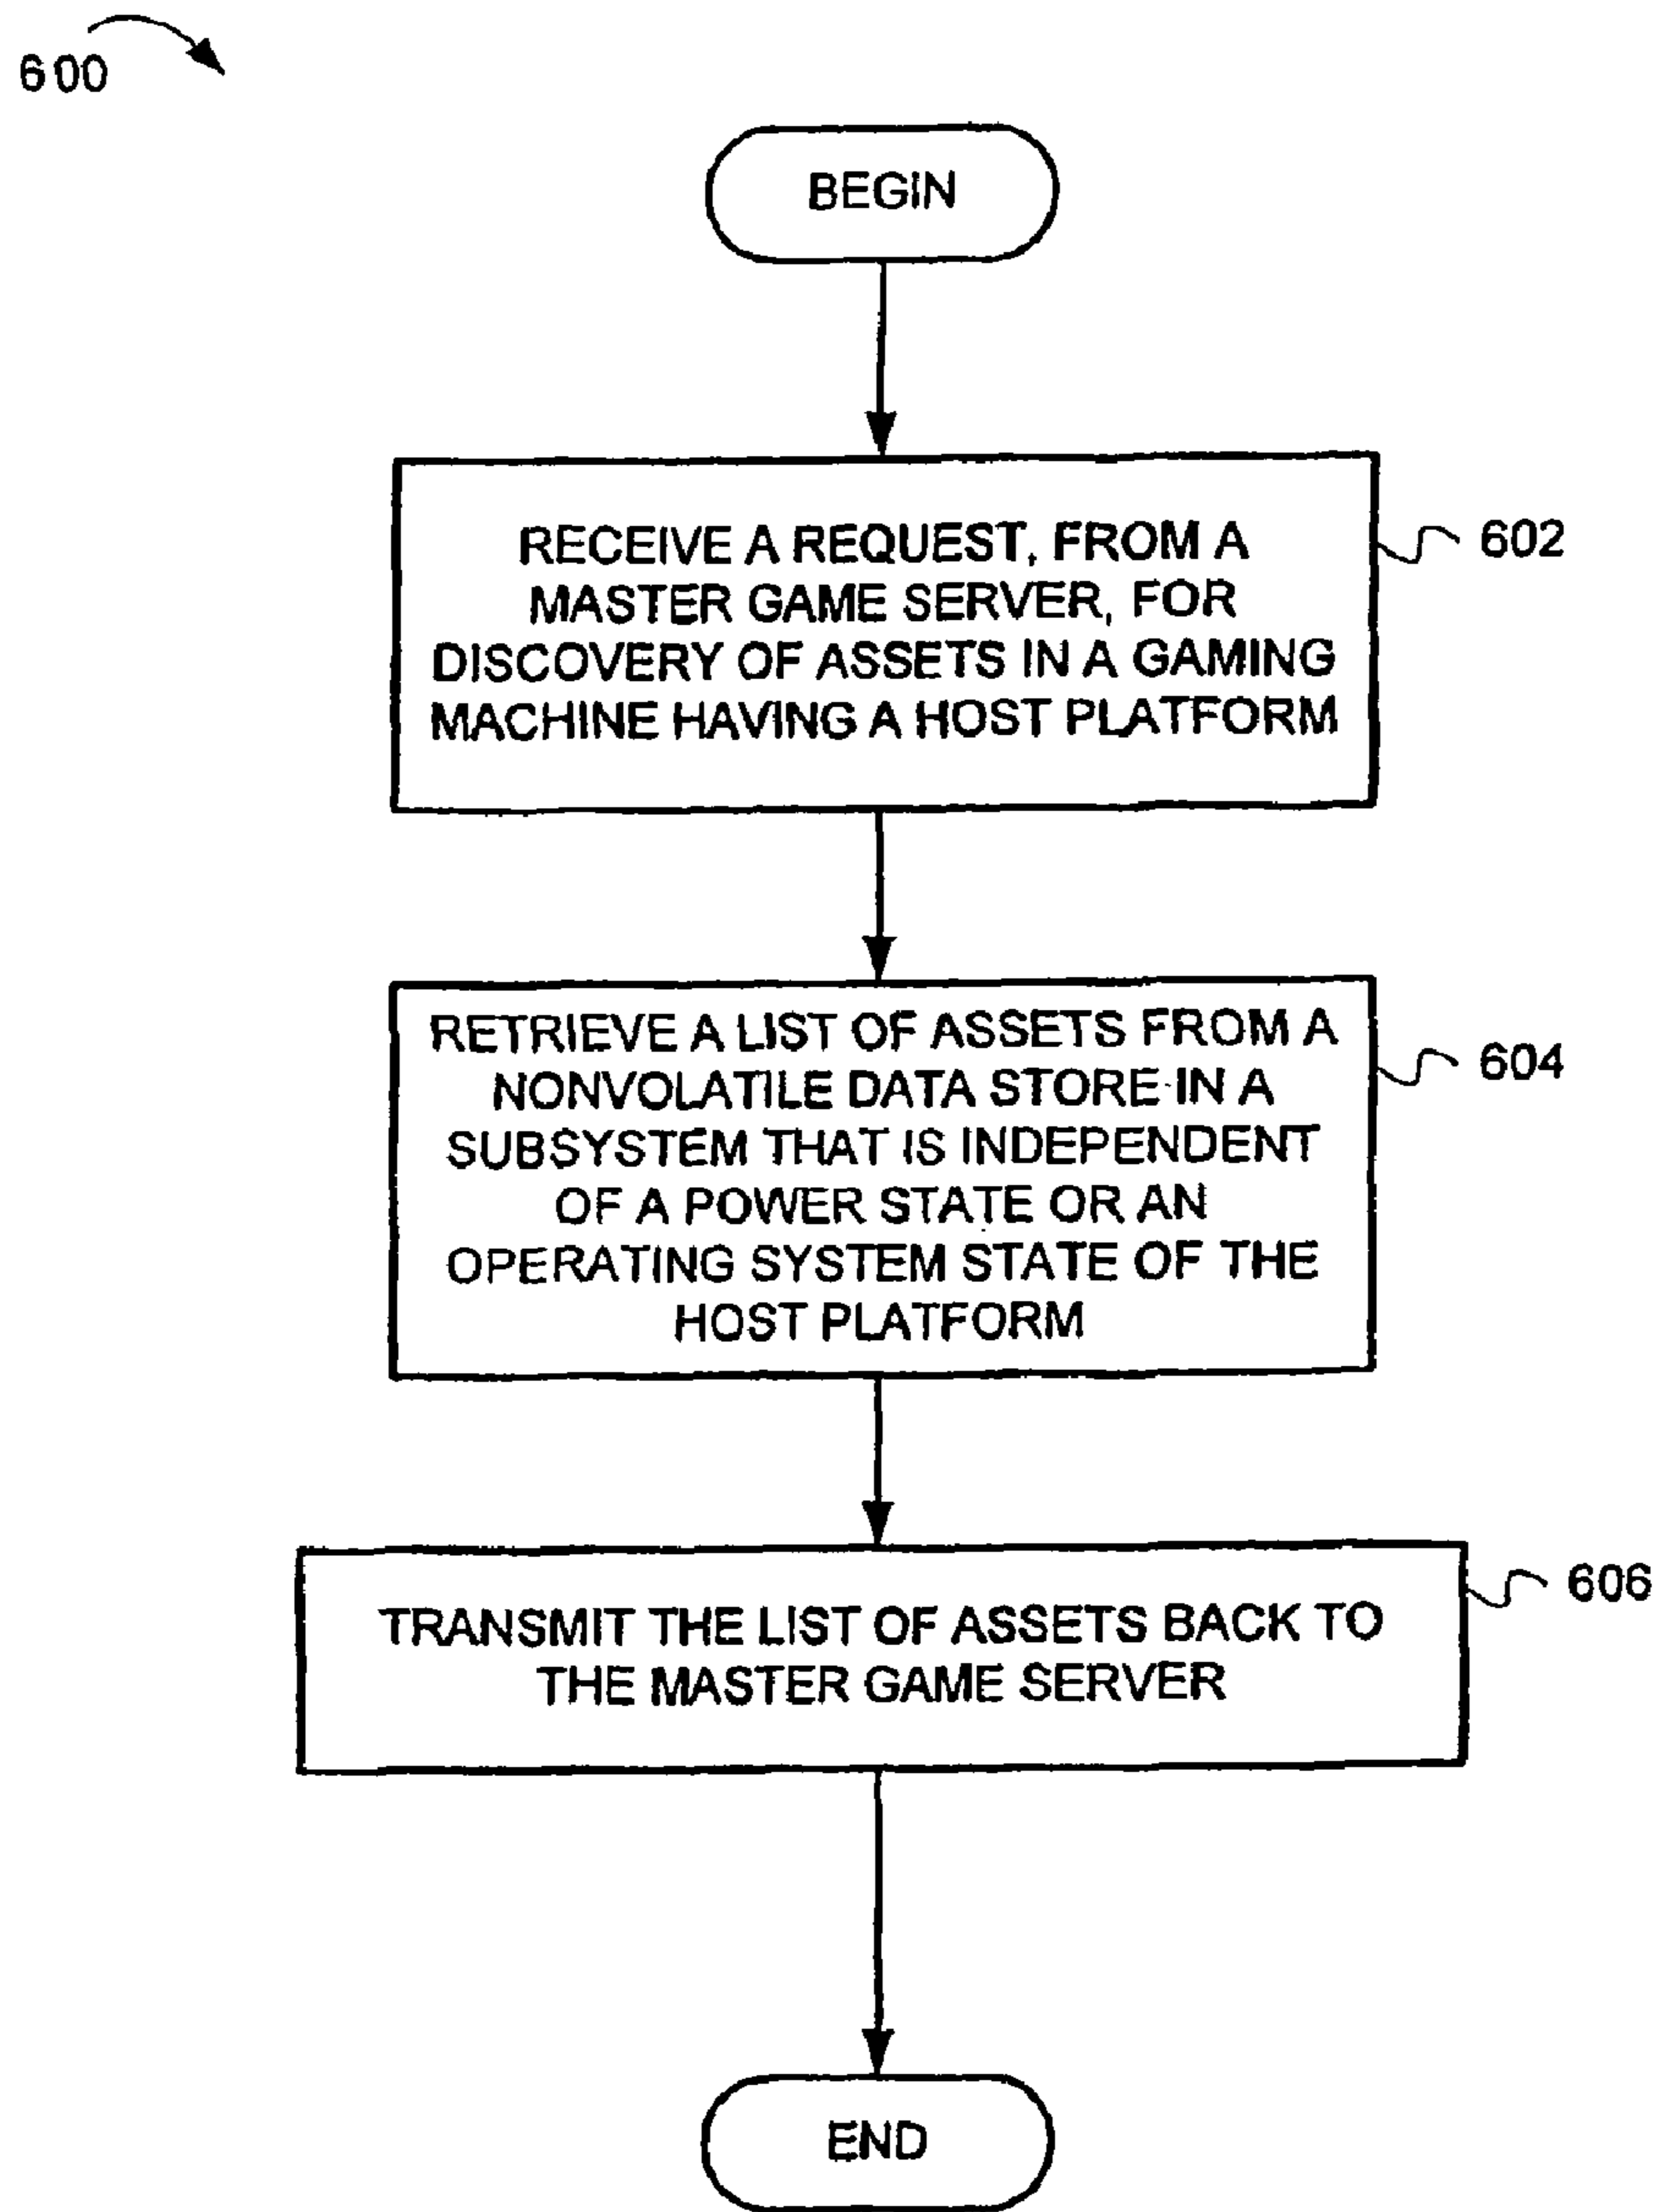 600
BEGIN
RECEIVE A REQUEST, FROM A
MASTER GAME SERVER, FOR
DISCOVERY OF ASSETS IN A GAMING
MACHINE HAVING A HOST PLATFORM
602
RETRIEVE A LIST OF ASSETS FROM A
NONVOLATILE DATA STORE IN A
SUBSYSTEM THAT IS INDEPENDENT
OF A POWER STATE OR AN
OPERATING SYSTEM STATE OF THE
HOST PLATFORM
604
TRANSMIT THE LIST OF ASSETS BACK TO
THE MASTER GAME SERVER
606
END